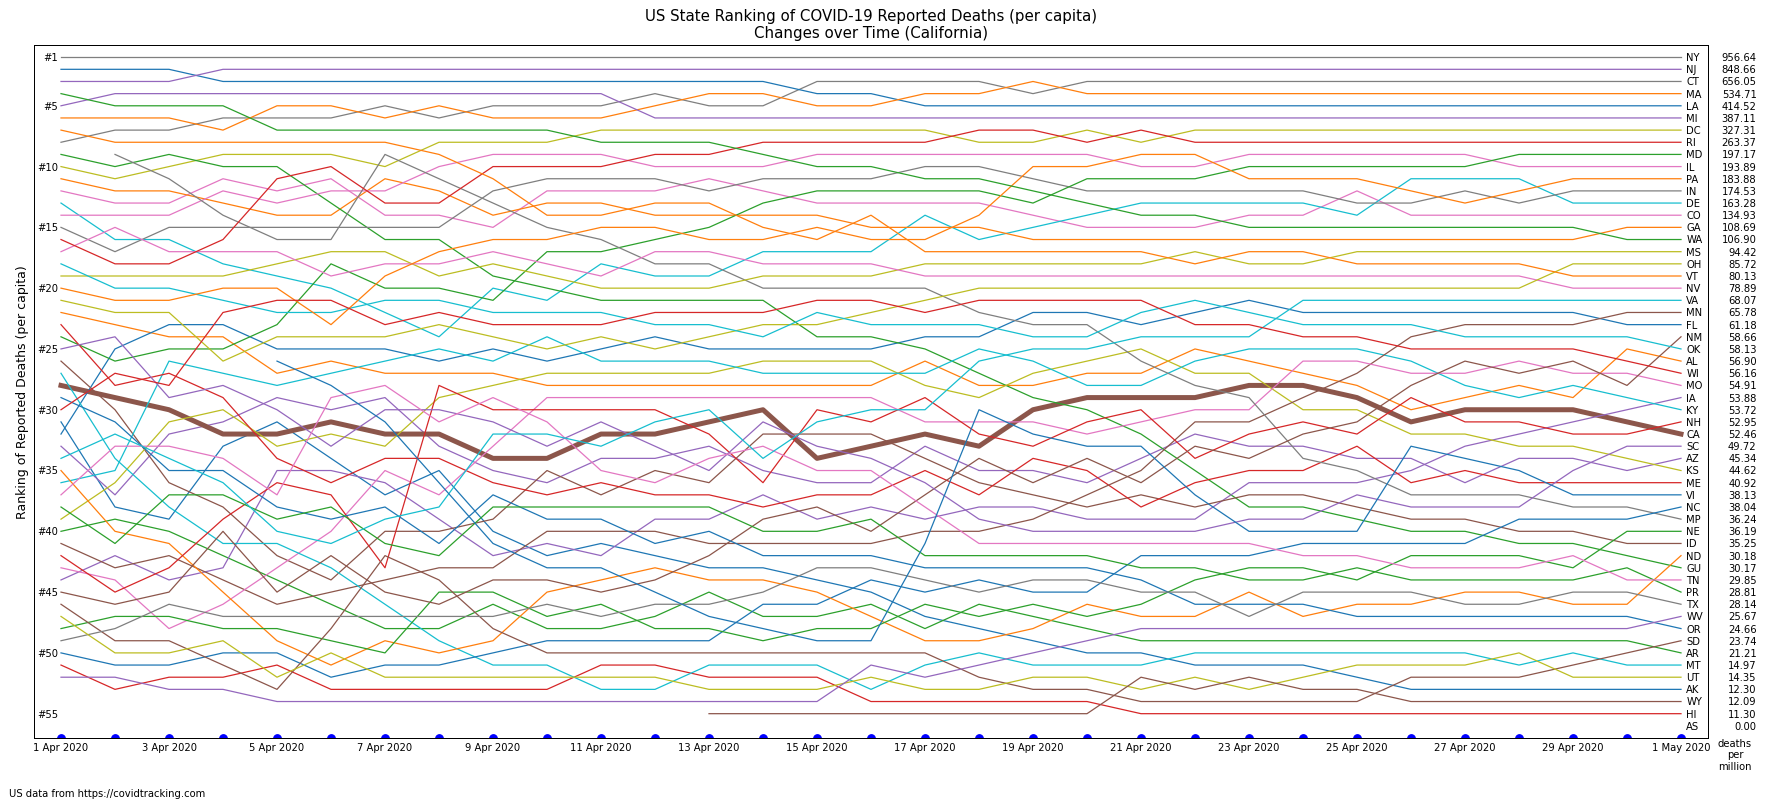 US State Ranking of COVID-19 Reported Deaths (per capita)
Changes over Time (California)
Ranking of Reported Deaths (per capita)
#1
#5
#10
#15
#20
#25
#30
#35
#40
#45
#50
#55
NY 956.64
NJ 848.66
CT 656.05
MA 534.71
LA 414.52
MI 387.11
DC 327.31
RI 263.37
MD 197.17
IL 193.89
PA 183.88
IN 174.53
DE 163.28
CO 134.93
GA 108.69
WA 106.90
MS 94.42
OH 85.72
VT 80.13
NV 78.89
VA 68.07
MN 65.78
FL 61.18
NM 58.66
OK 58.13
AL 56.90
WI 56.16
MO 54.91
IA 53.88
KY 53.72
NH 52.95
CA 52.46
SC 49.72
AZ 45.34
KS 44.62
ME 40.92
VI 38.13
NC 38.04
MP 36.24
NE 36.19
ID 35.25
ND 30.18
GU 30.17
TN 29.85
PR 28.81
TX 28.14
WV 25.67
OR 24.66
SD 23.74
AR 21.21
MT 14.97
UT 14.35
AK 12.30
WY 12.09
HI 11.30
AS 0.00
1 Apr 2020 3 Apr 2020 5 Apr 2020 7 Apr 2020 9 Apr 2020 11 Apr 2020 13 Apr 2020 15 Apr 2020 17 Apr 2020 19 Apr 2020 21 Apr 2020 23 Apr 2020 25 Apr 2020 27 Apr 2020 29 Apr 2020 1 May 2020
deaths
per
million
US data from https://covidtracking.com